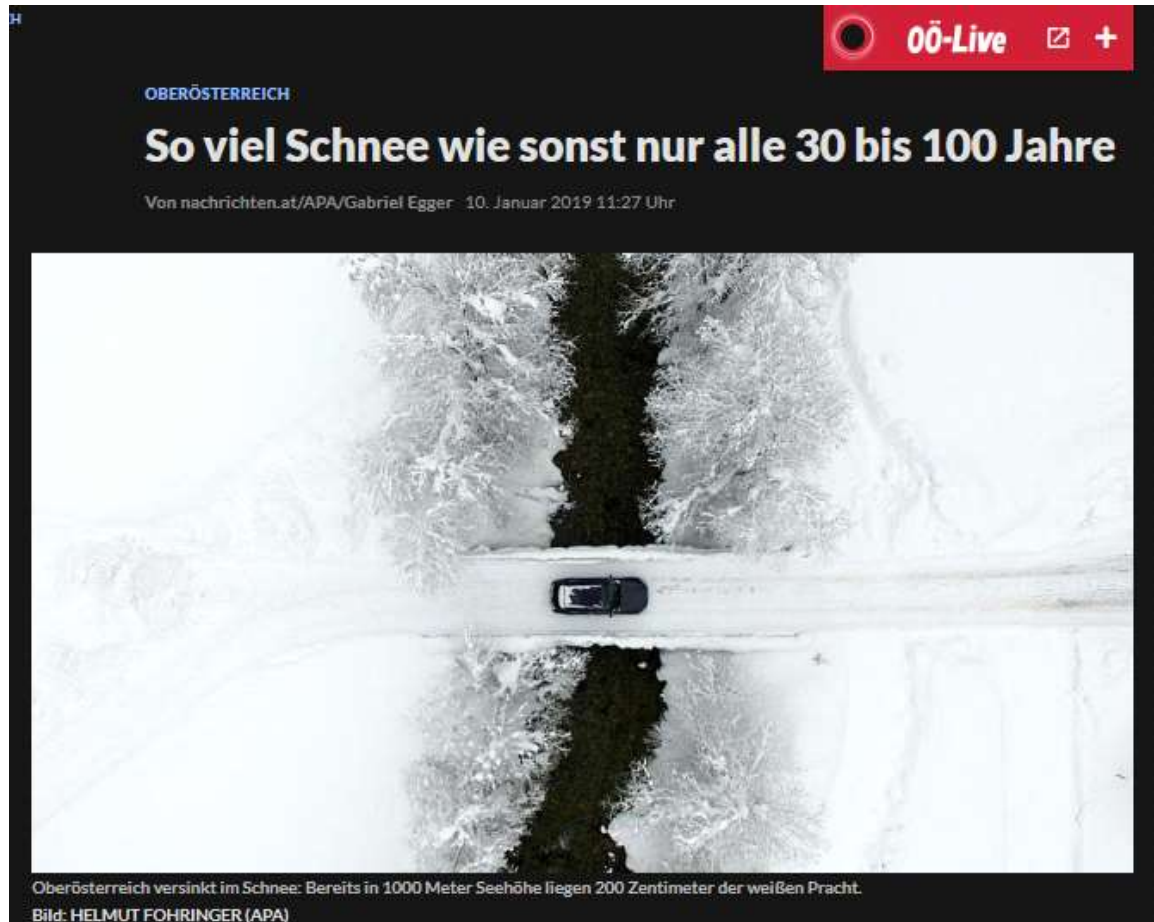 H
OÖ-Live
OBERÖSTERREICH
So viel Schnee wie sonst nur alle 30 bis 100 Jahre
Von nachrichten.at/APA/Gabriel Egger 10. Januar 2019 11:27 Uhr
Oberösterreich versinkt im Schnee: Bereits in 1000 Meter Seehöhe liegen 200 Zentimeter der weißen Pracht.
Bild: HELMUT FOHRINGER (APA)